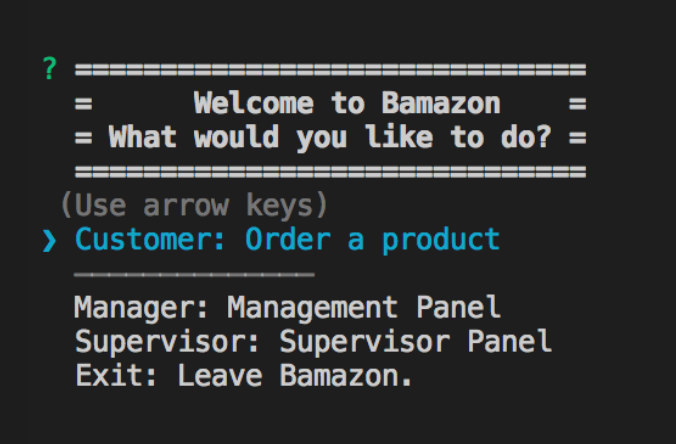 ? ==============================
=      Welcome to Bamazon    =
= What would you like to do? =
==============================
(Use arrow keys)
❯ Customer: Order a product
──────────────
Manager: Management Panel
Supervisor: Supervisor Panel
Exit: Leave Bamazon.